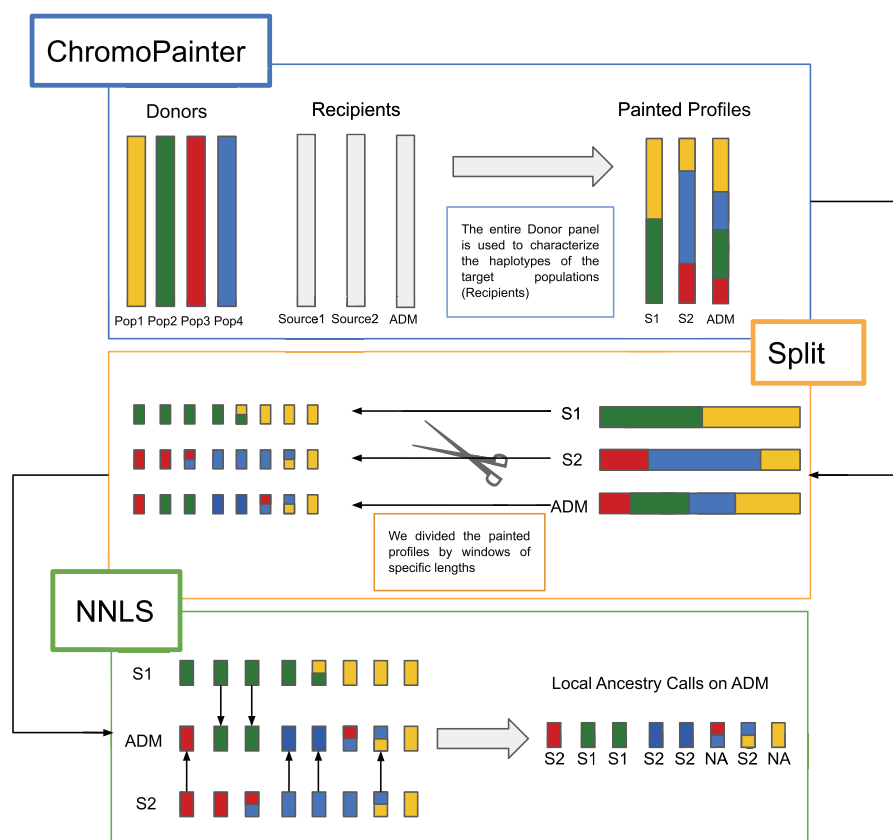 ChromoPainter
Donors
Recipients
Painted Profiles
The entire Donor panel
is used to characterize
the haplotypes of the
target populations
(Recipients)
Pop1 Pop2 Pop3 Pop4
Source1 Source2 ADM
S1 S2 ADM
Split
S1
S2
ADM
We divided the painted
profiles by windows of
specific lengths
NNLS
S1
ADM
S2
Local Ancestry Calls on ADM
S2 S1 S1 S2 S2 NA S2 NA